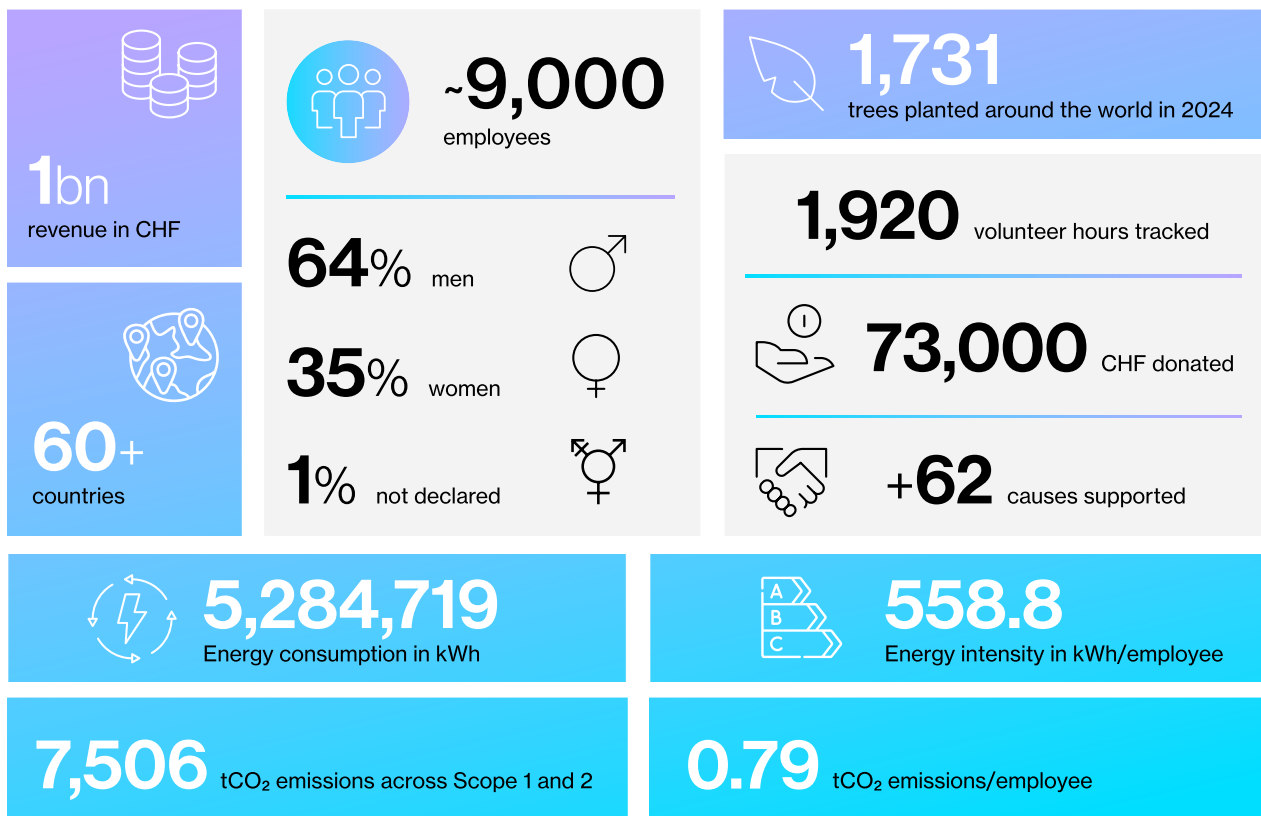 1bn
revenue in CHF
60+
countries
~9,000
employees
64% men
35% women
1% not declared
1,731
trees planted around the world in 2024
1,920 volunteer hours tracked
73,000 CHF donated
+62 causes supported
5,284,719
Energy consumption in kWh
A
B
C
558.8
Energy intensity in kWh/employee
7,506 tCO₂ emissions across Scope 1 and 2
0.79 tCO₂ emissions/employee